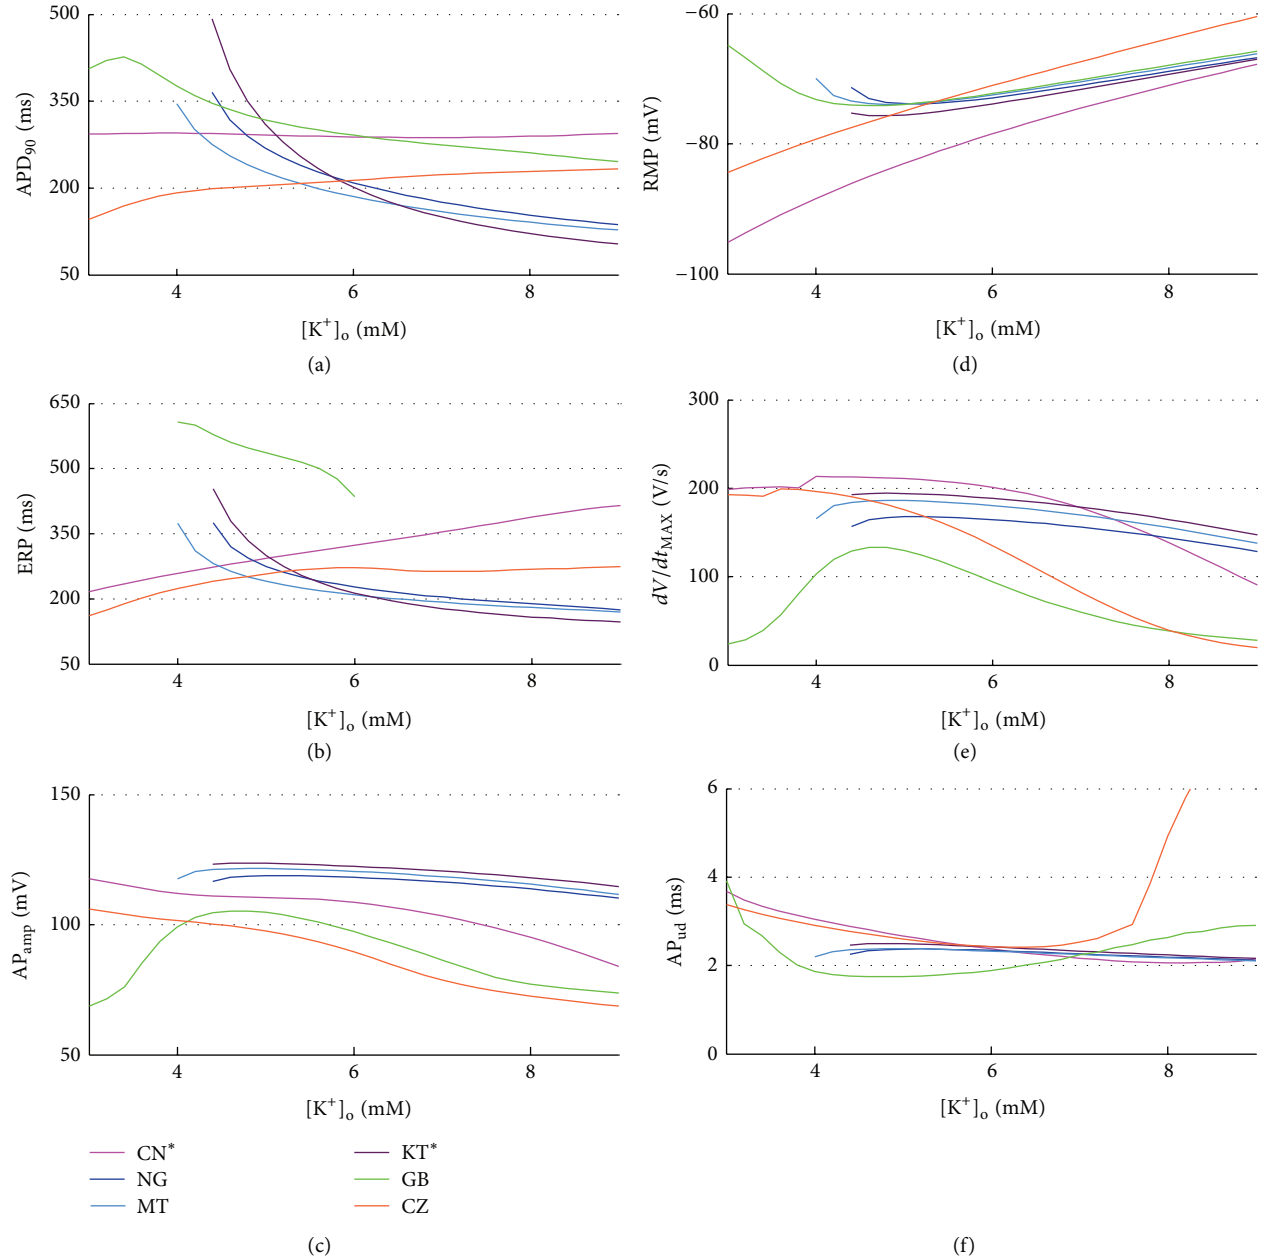 500
350
200
50
APD90 (ms)
4 6 8
[K+]o (mM)
(a)
−60
−80
−100
RMP (mV)
4 6 8
[K+]o (mM)
(d)
650
500
350
200
50
ERP (ms)
4 6 8
[K+]o (mM)
(b)
300
200
100
0
dV/dtMAX (V/s)
4 6 8
[K+]o (mM)
(e)
150
100
50
APamp (mV)
4 6 8
[K+]o (mM)
6
4
2
0
APud (ms)
4 6 8
[K+]o (mM)
CN* KT*
NG GB
MT CZ
(c)
(f)